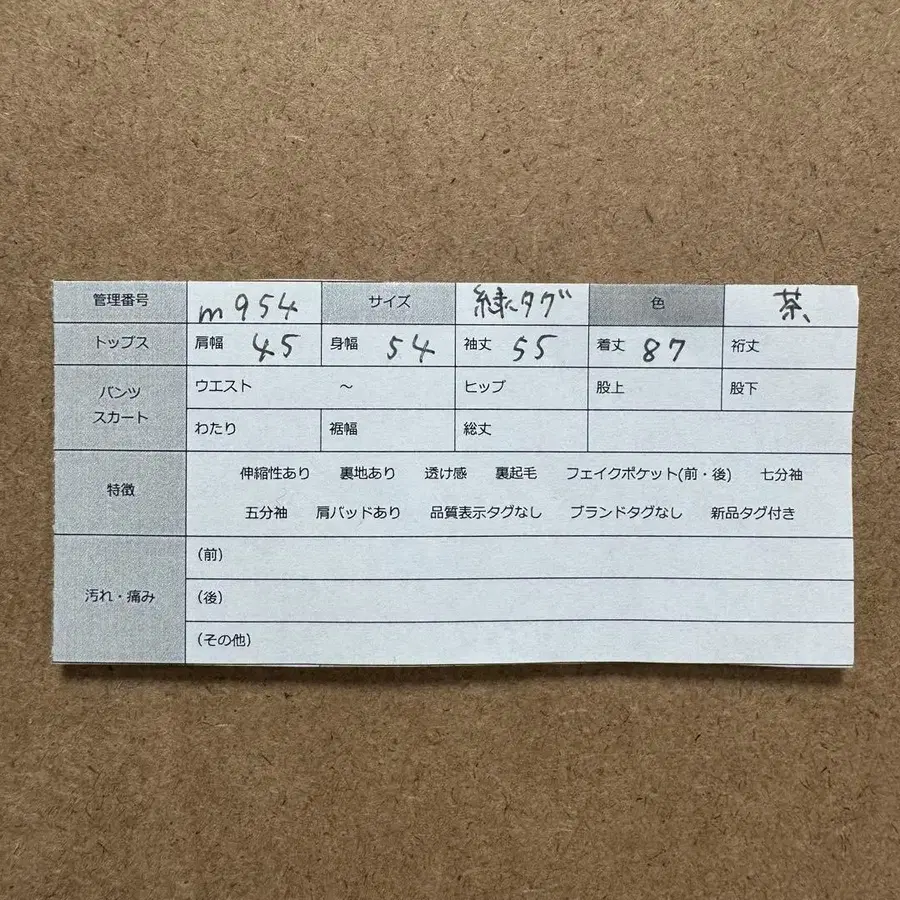 管理番号 m954 サイズ 緑タグ 色 茶
トップス 肩幅 45 身幅 54 袖丈 55 着丈 87 裄丈
パンツ スカート ウエスト ～ ヒップ 股上 股下
わたり 裾幅 総丈
特徴 伸縮性あり 裏地あり 透け感 裏起毛 フェイクポケット(前・後) 七分袖
五分袖 肩パッドあり 品質表示タグなし ブランドタグなし 新品タグ付き
汚れ・痛み (前)
(後)
(その他)